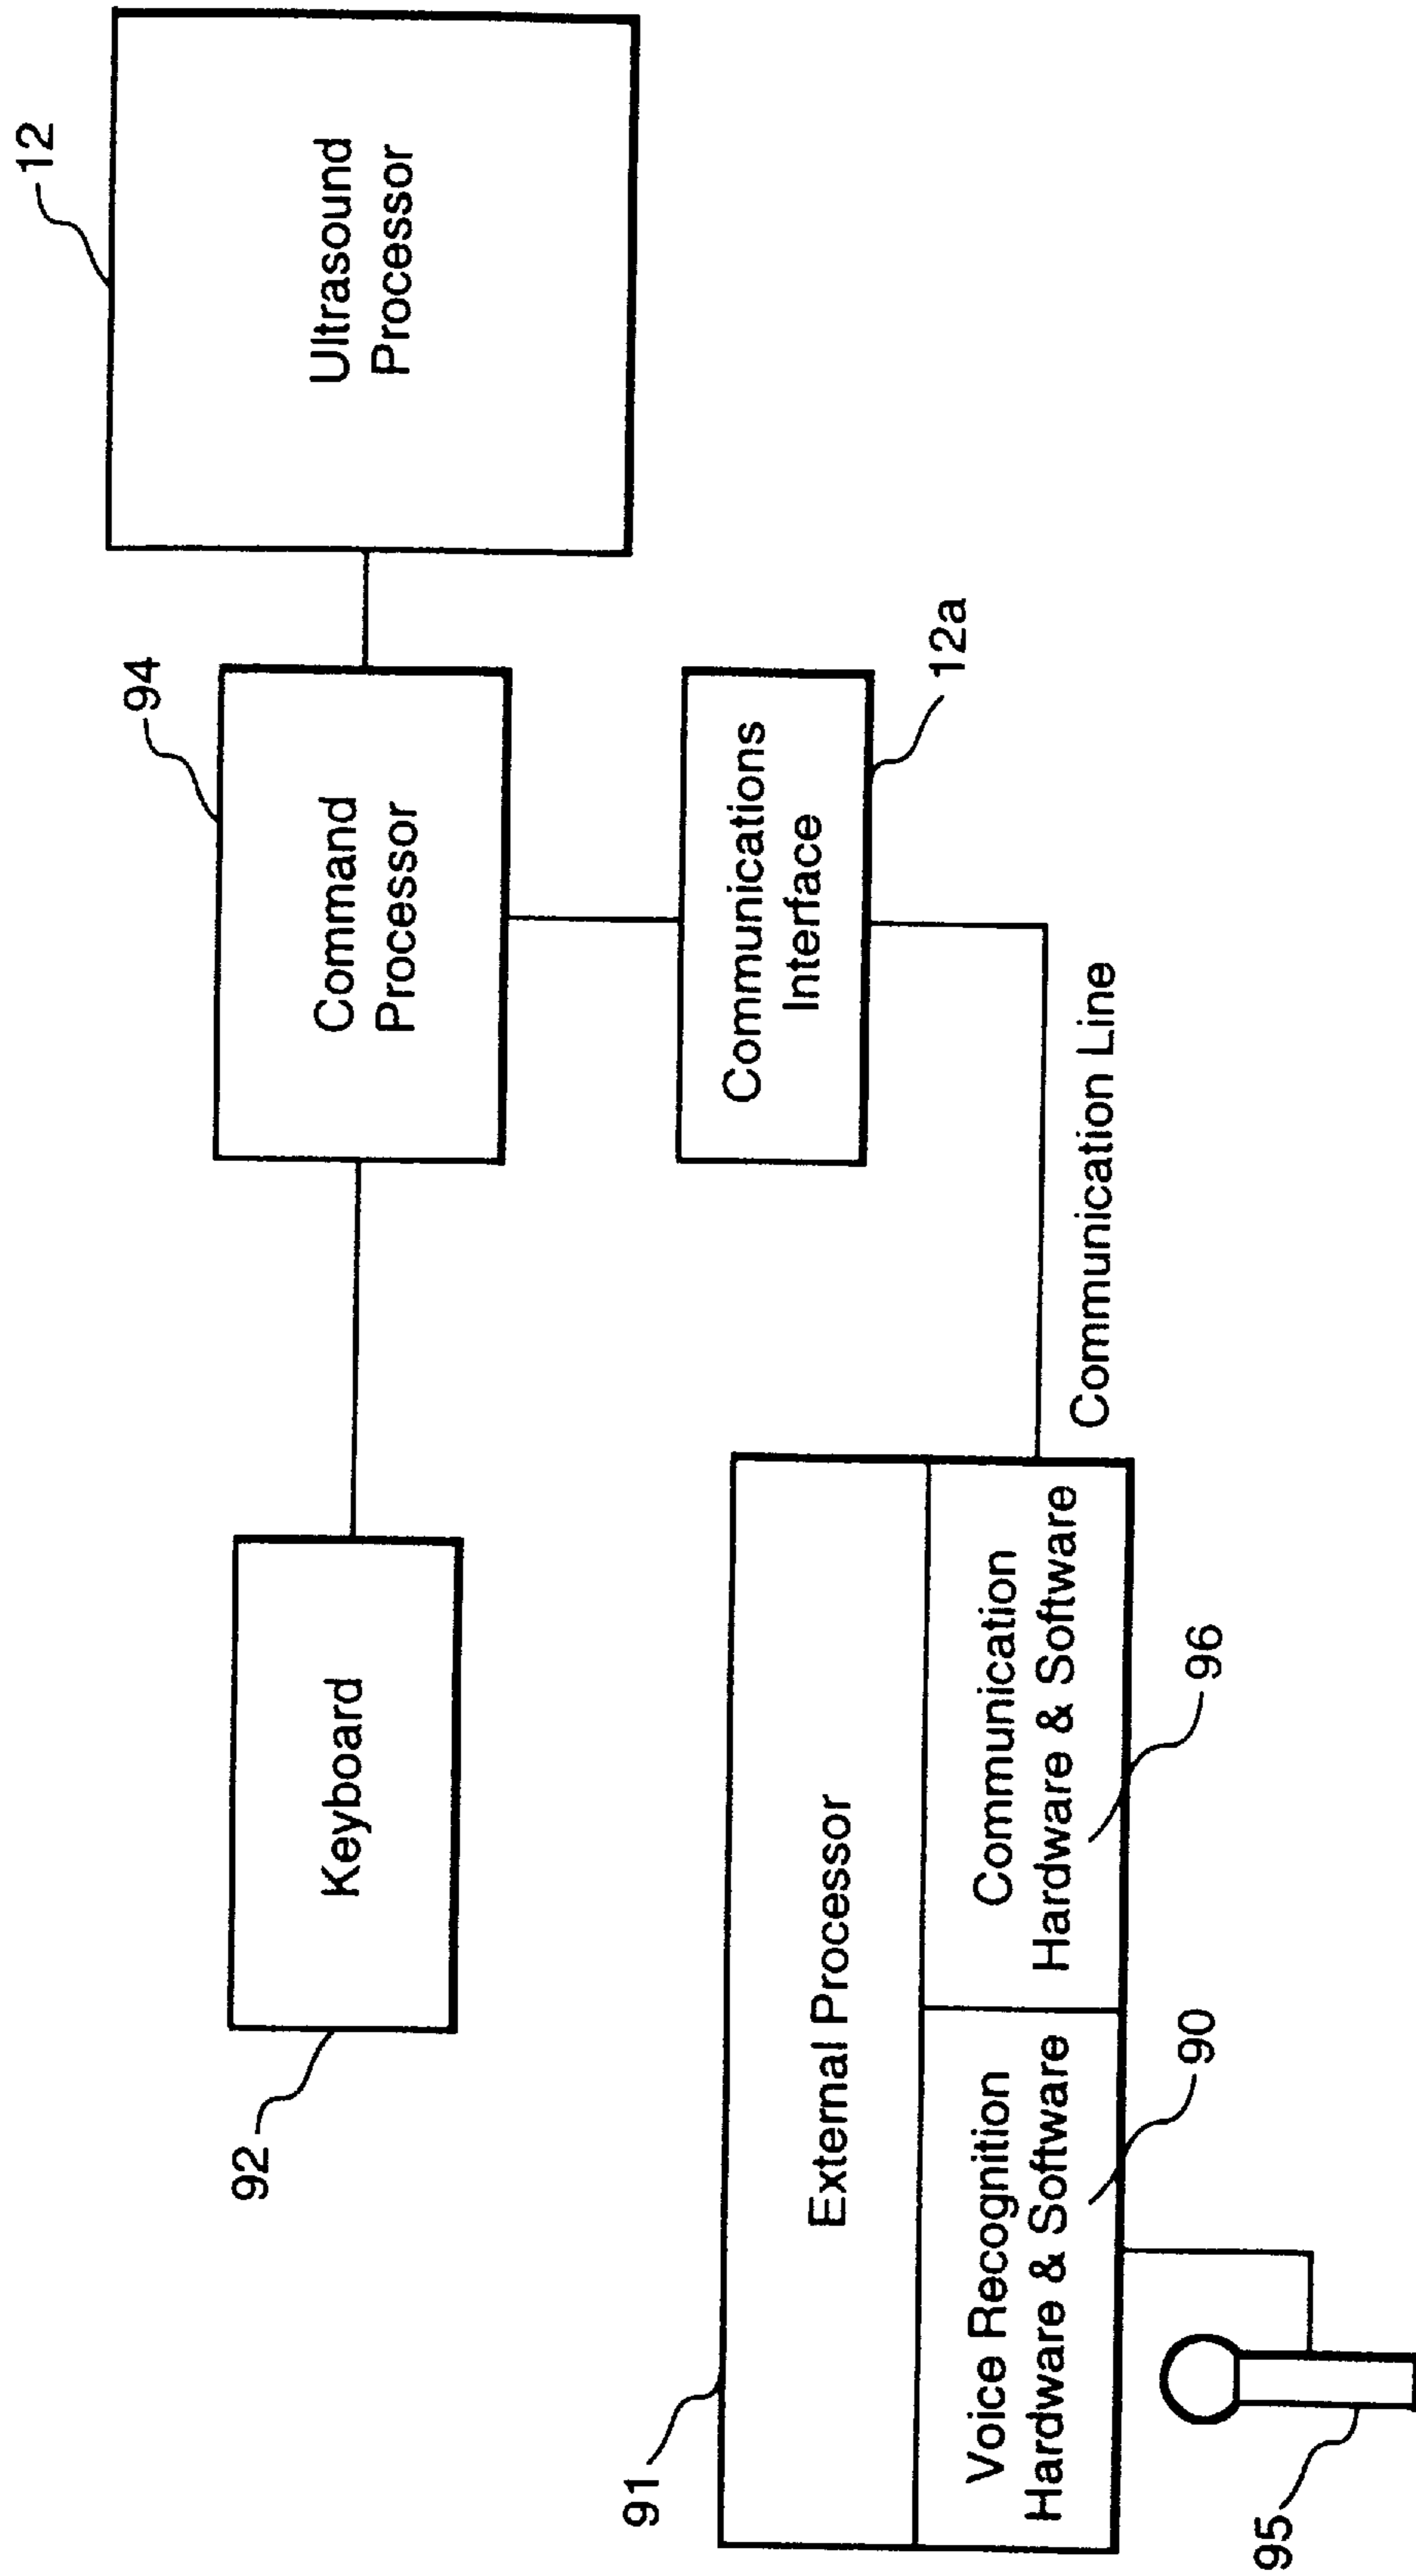 12
Ultrasound
Processor
94
Command
Processor
Communications
Interface
12a
Communication Line
92
Keyboard
91
External Processor
Voice Recognition
Hardware & Software
90
Communication
Hardware & Software
96
95